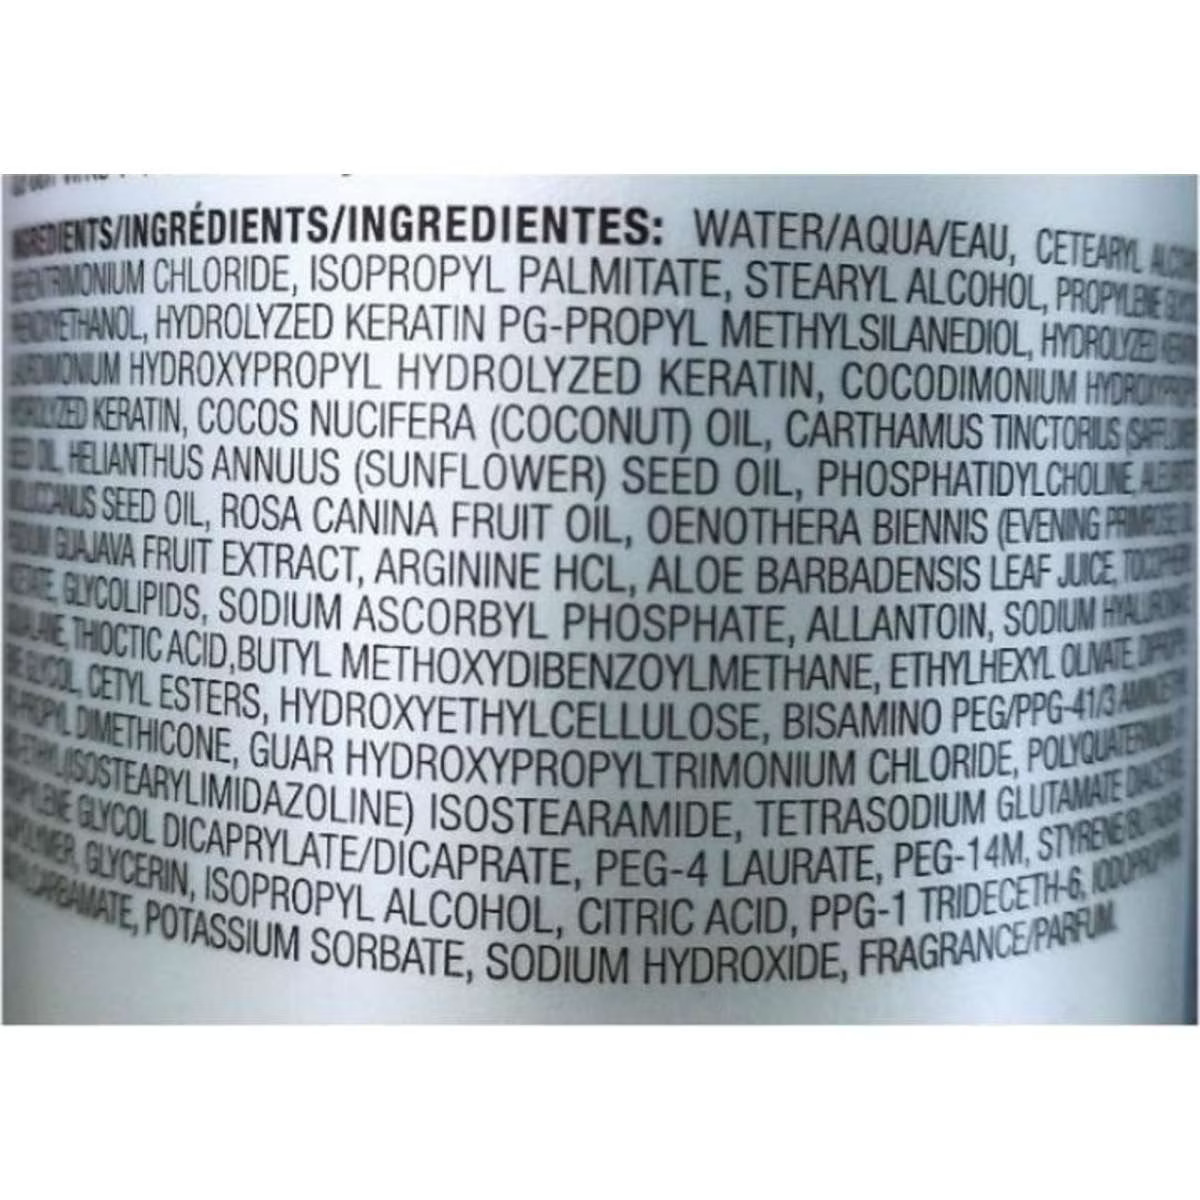 INGREDIENTS/INGRÉDIENTS/INGREDIENTES: WATER/AQUA/EAU, CETEARYL
CHLORIDE, ISOPROPYL PALMITATE, STEARYL ALCOHOL, PROPYLENE
HYDROLYZED KERATIN PG-PROPYL METHYLSILANEDIOL, HYDROLYZED
HYDROXYPROPYL HYDROLYZED KERATIN, COCODIMONIUM
KERATIN, COCOS NUCIFERA (COCONUT) OIL, CARTHAMUS TINCTORIUS
OIL, HELIANTHUS ANNUUS (SUNFLOWER) SEED OIL, PHOSPHATIDYLCHOLINE,
SEED OIL, ROSA CANINA FRUIT OIL, OENOTHERA BIENNIS (EVENING
GUAJAVA FRUIT EXTRACT, ARGININE HCL, ALOE BARBADENSIS LEAF JUICE,
GLYCOLIPIDS, SODIUM ASCORBYL PHOSPHATE, ALLANTOIN, SODIUM
THIOCTIC ACID,BUTYL METHOXYDIBENZOYLMETHANE, ETHYLHEXYL OLIVATE,
GLYCOL, CETYL ESTERS, HYDROXYETHYLCELLULOSE, BISAMINO PEG/PPG-41/3
DIMETHICONE, GUAR HYDROXYPROPYLTRIMONIUM CHLORIDE,
(ISOSTEARYLIMIDAZOLINE) ISOSTEARAMIDE, TETRASODIUM GLUTAMATE
GLYCOL DICAPRYLATE/DICAPRATE, PEG-4 LAURATE, PEG-14M,
GLYCERIN, ISOPROPYL ALCOHOL, CITRIC ACID, PPG-1 TRIDECETH-6,
POTASSIUM SORBATE, SODIUM HYDROXIDE, FRAGRANCE/PARFUM.